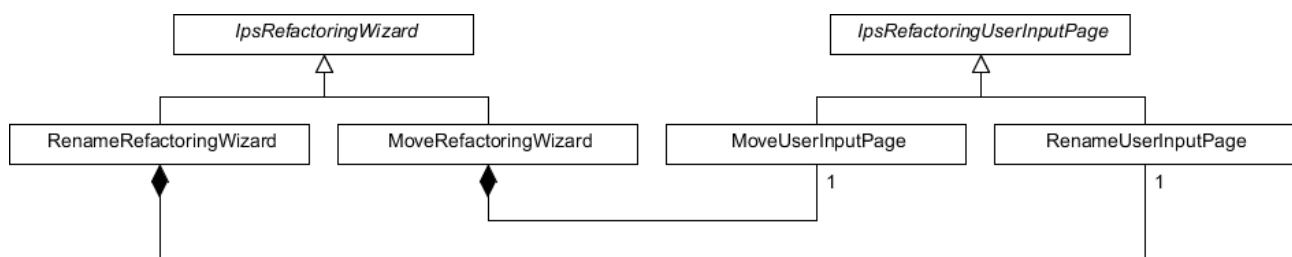 IpsRefactoringWizard
IpsRefactoringUserInputPage
RenameRefactoringWizard
MoveRefactoringWizard
MoveUserInputPage
RenameUserInputPage
1
1